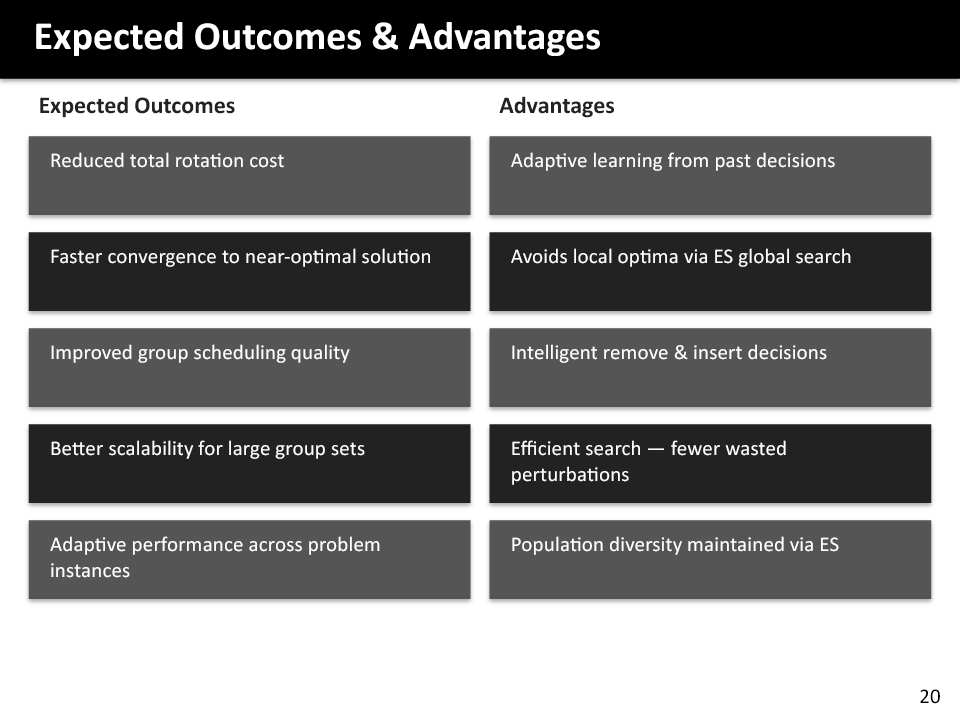 Expected Outcomes & Advantages
Expected Outcomes
Reduced total rotation cost
Faster convergence to near-optimal solution
Improved group scheduling quality
Better scalability for large group sets
Adaptive performance across problem
instances
Advantages
Adaptive learning from past decisions
Avoids local optima via ES global search
Intelligent remove & insert decisions
Efficient search — fewer wasted
perturbations
Population diversity maintained via ES
20